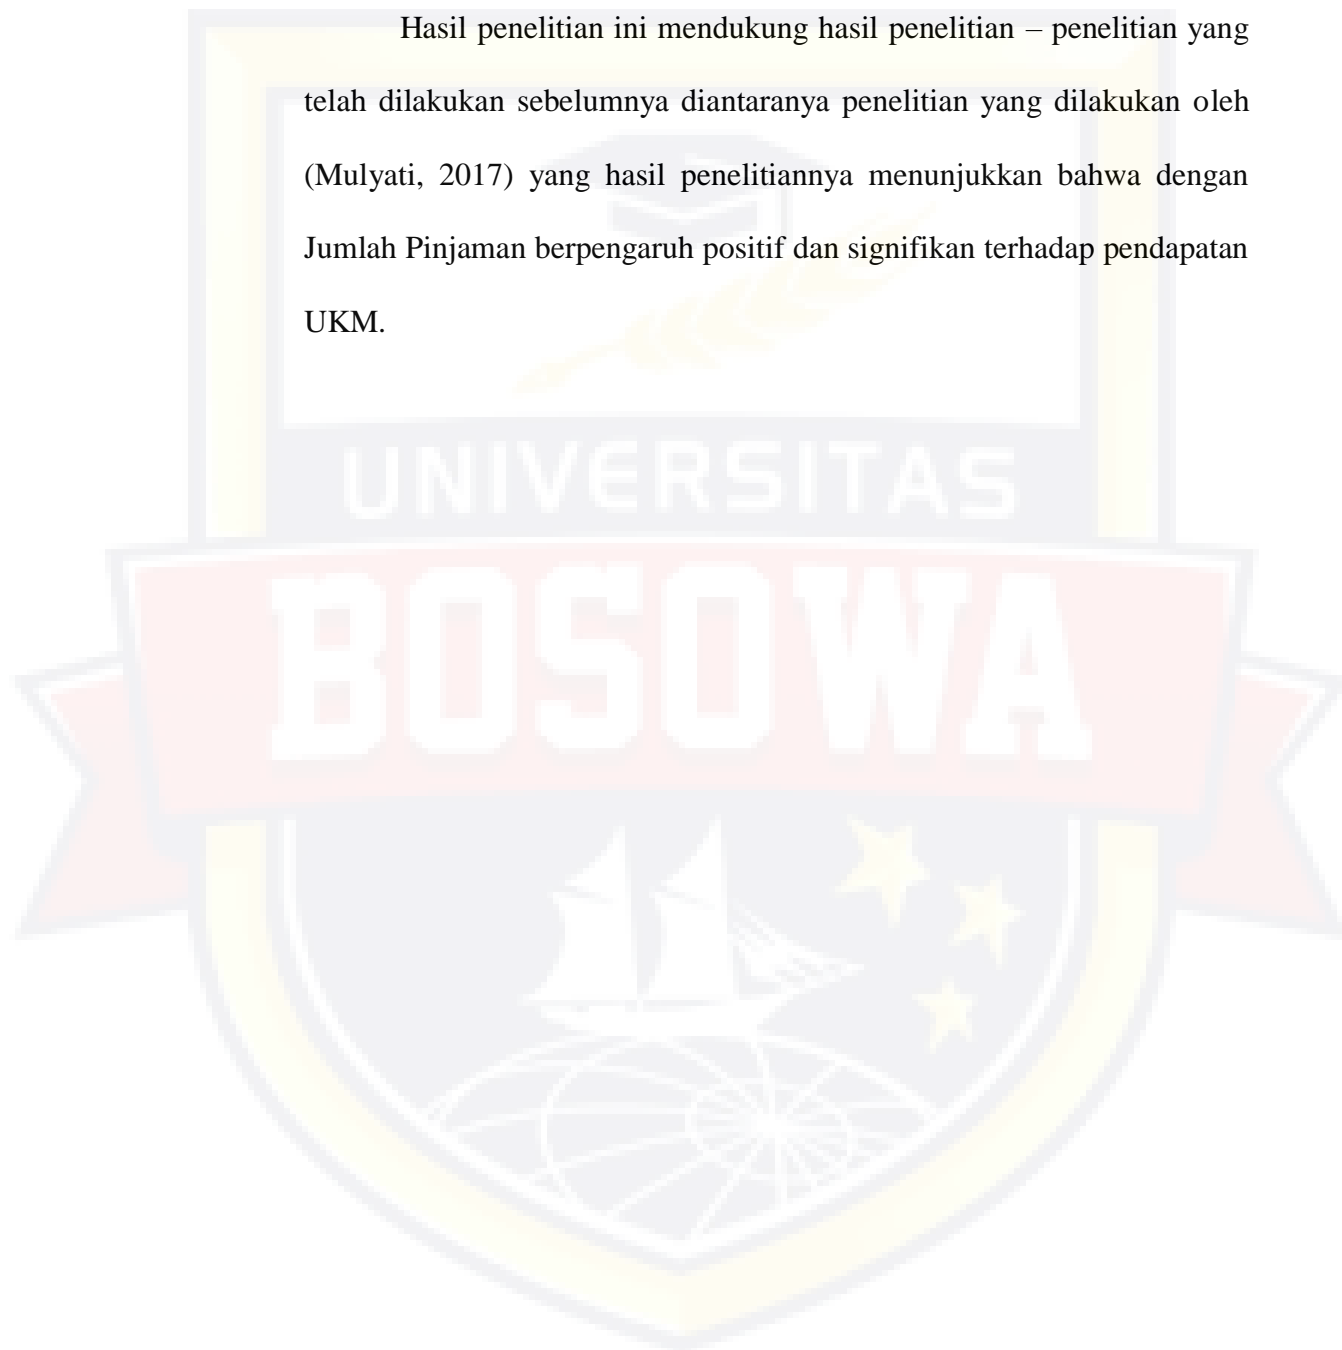 Hasil penelitian ini mendukung hasil penelitian – penelitian yang
telah dilakukan sebelumnya diantaranya penelitian yang dilakukan oleh
(Mulyati, 2017) yang hasil penelitiannya menunjukkan bahwa dengan
Jumlah Pinjaman berpengaruh positif dan signifikan terhadap pendapatan
UKM.
UNIVERSITAS
BOSOWA